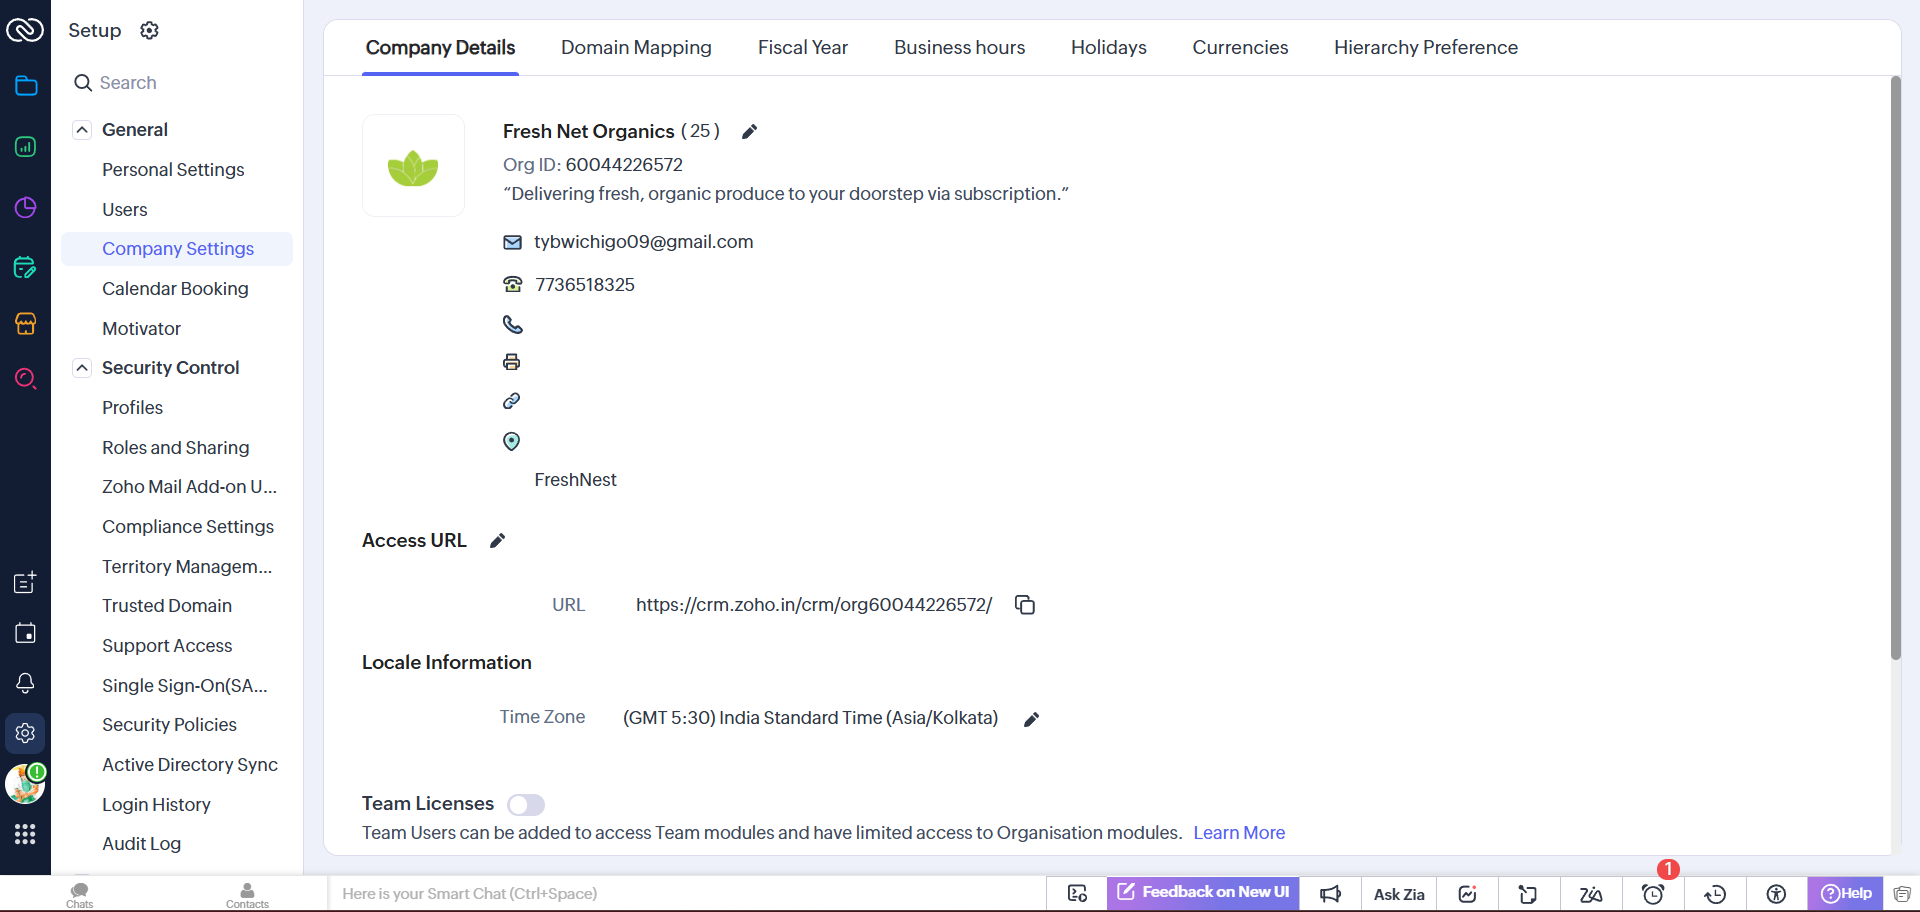 Setup
Search
General
Personal Settings
Users
Company Settings
Calendar Booking
Motivator
Security Control
Profiles
Roles and Sharing
Zoho Mail Add-on U...
Compliance Settings
Territory Managem...
Trusted Domain
Support Access
Single Sign-On(SA...
Security Policies
Active Directory Sync
Login History
Audit Log
Company Details
Domain Mapping
Fiscal Year
Business hours
Holidays
Currencies
Hierarchy Preference
Fresh Net Organics ( 25 )
Org ID: 60044226572
“Delivering fresh, organic produce to your doorstep via subscription.”
tybwichigo09@gmail.com
7736518325
FreshNest
Access URL
URL https://crm.zoho.in/crm/org60044226572/
Locale Information
Time Zone (GMT 5:30) India Standard Time (Asia/Kolkata)
Team Licenses
Team Users can be added to access Team modules and have limited access to Organisation modules. Learn More
Chats
Contacts
Here is your Smart Chat (Ctrl+Space)
Feedback on New UI
Ask Zia
1
Help